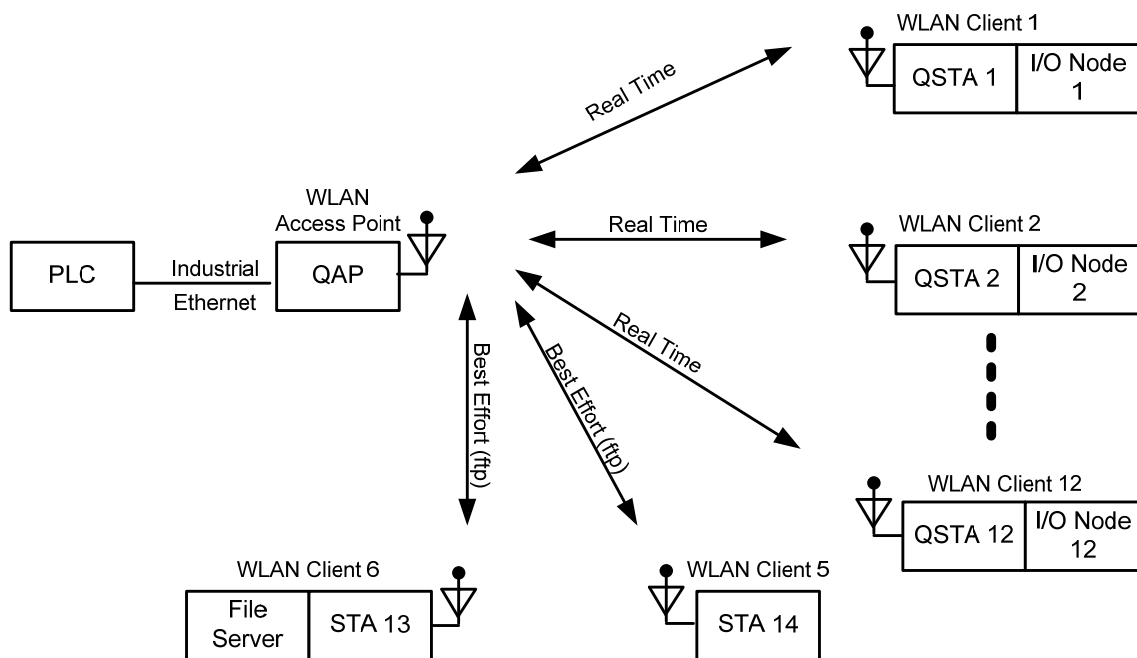 WLAN Client 1
QSTA 1
I/O Node
1
Real Time
WLAN
Access Point
QAP
PLC
Industrial
Ethernet
Real Time
WLAN Client 2
QSTA 2
I/O Node
2
Real Time
Best Effort (ftp)
Best Effort (ftp)
WLAN Client 12
QSTA 12
I/O Node
12
WLAN Client 6
File
Server
STA 13
WLAN Client 5
STA 14